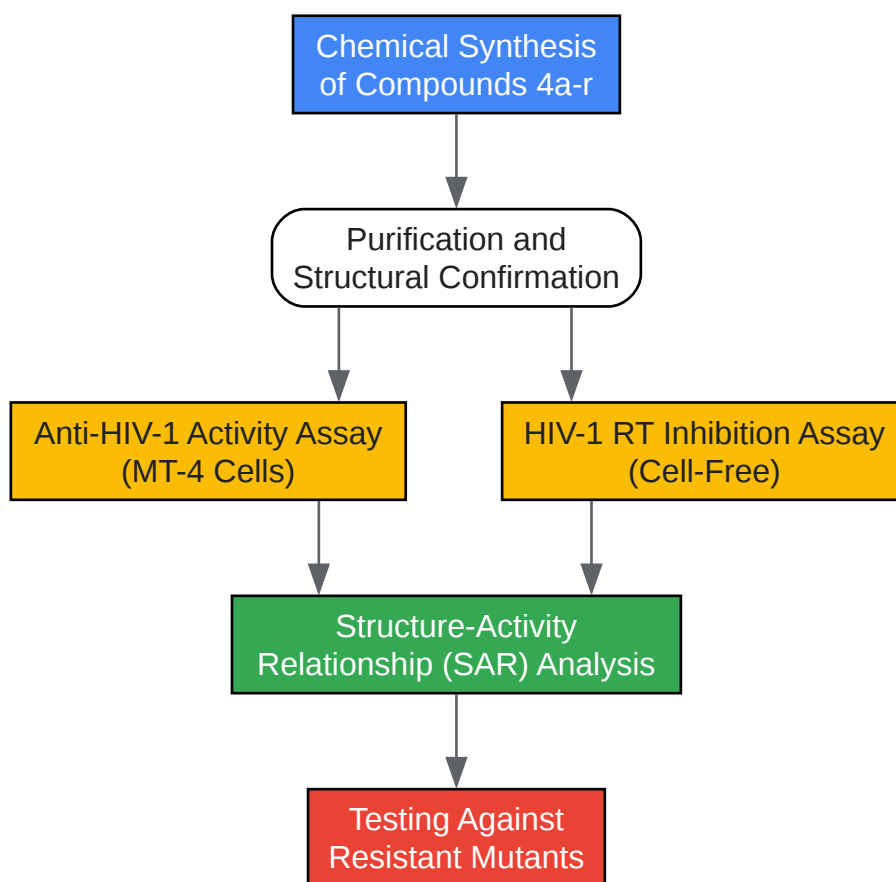 Chemical Synthesis
of Compounds 4a-r
Purification and
Structural Confirmation
Anti-HIV-1 Activity Assay
(MT-4 Cells)
HIV-1 RT Inhibition Assay
(Cell-Free)
Structure-Activity
Relationship (SAR) Analysis
Testing Against
Resistant Mutants